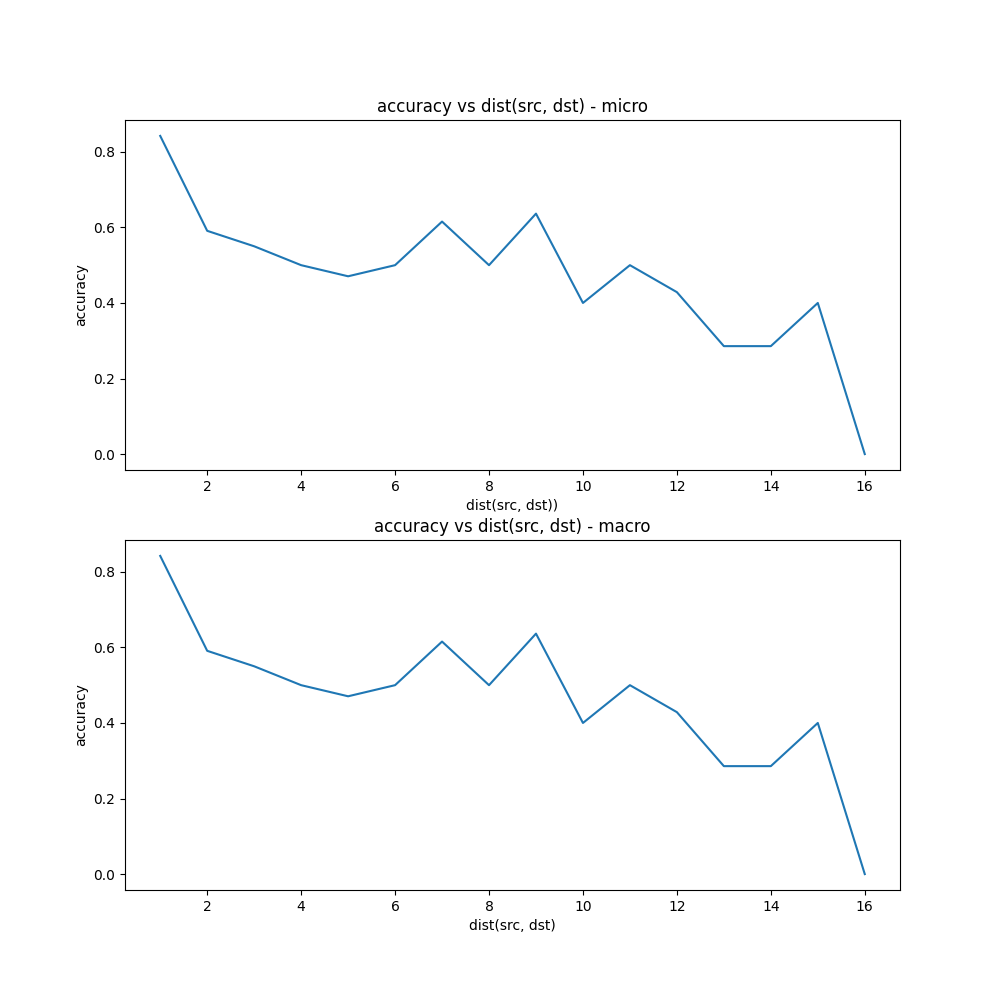 accuracy vs dist(src, dst) - micro
accuracy
0.8
0.6
0.4
0.2
0.0
2 4 6 8 10 12 14 16
dist(src, dst))
accuracy vs dist(src, dst) - macro
accuracy
0.8
0.6
0.4
0.2
0.0
2 4 6 8 10 12 14 16
dist(src, dst)